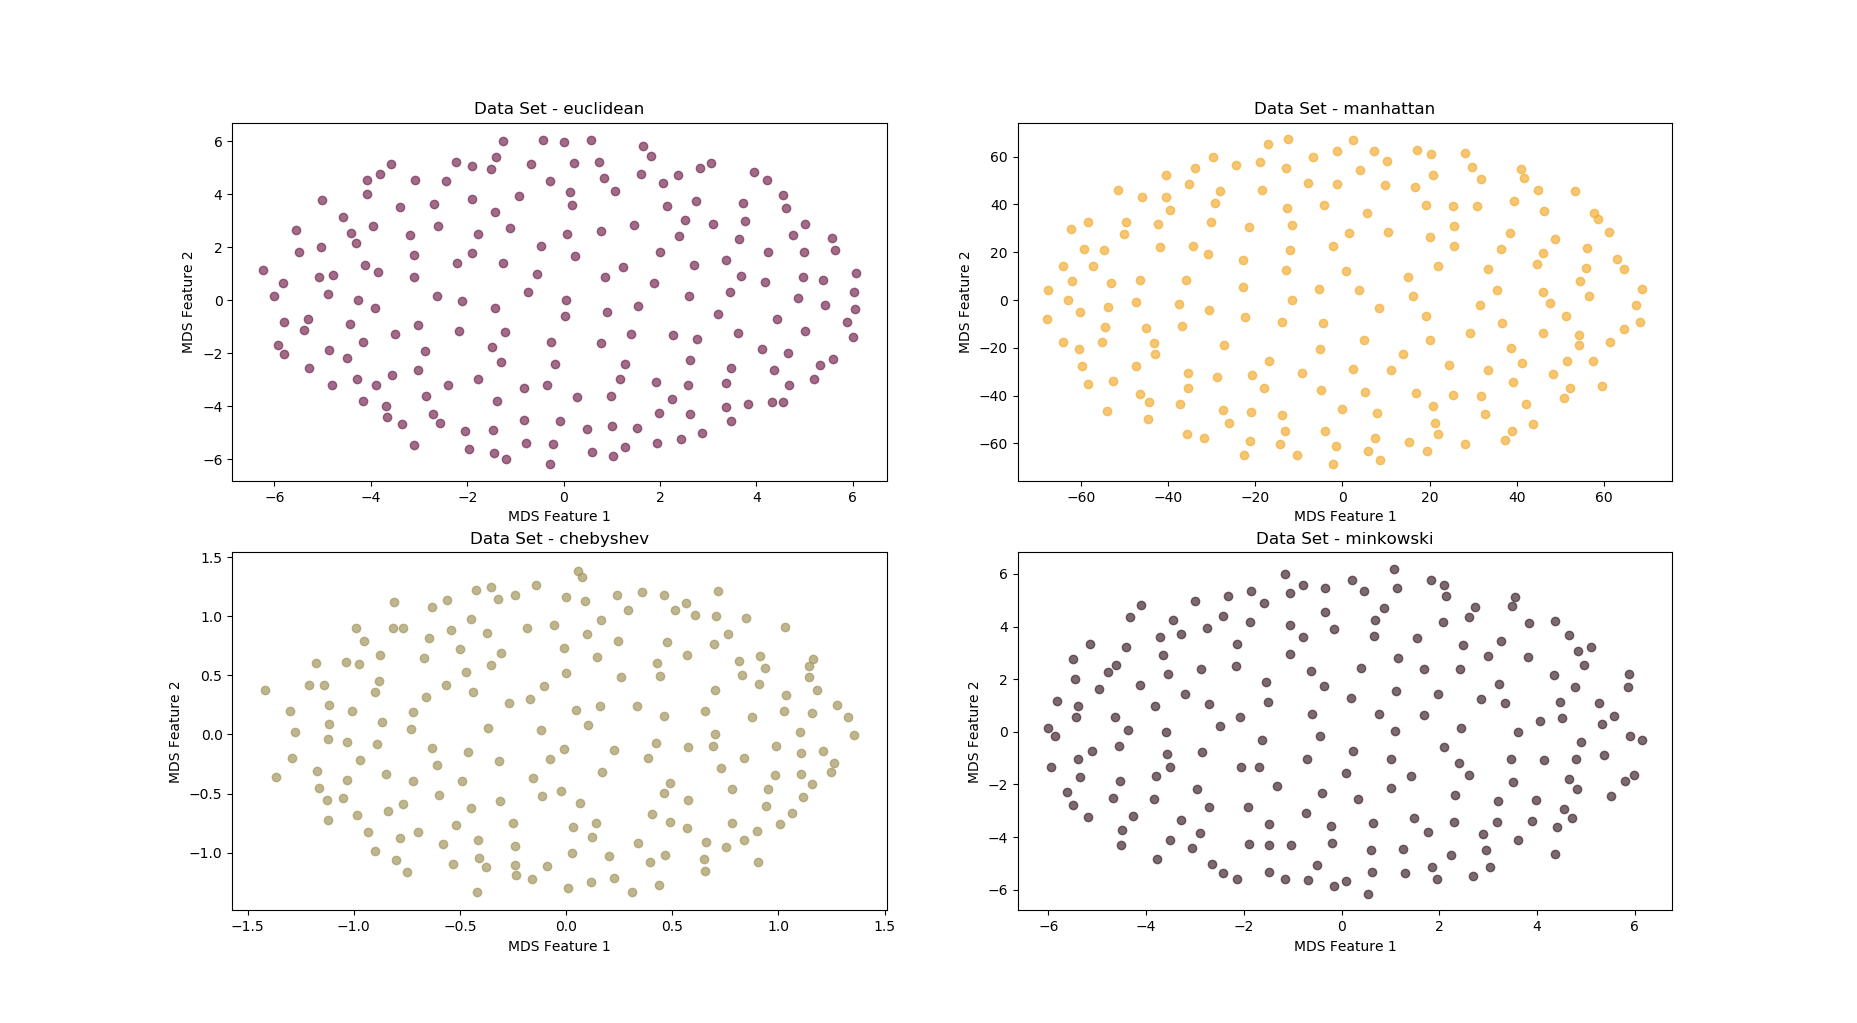 Data Set - euclidean
6
4
2
0
−2
−4
−6
MDS Feature 2
−6 −4 −2 0 2 4 6
MDS Feature 1
Data Set - manhattan
60
40
20
0
−20
−40
−60
MDS Feature 2
−60 −40 −20 0 20 40 60
MDS Feature 1
Data Set - chebyshev
1.5
1.0
0.5
0.0
−0.5
−1.0
MDS Feature 2
−1.5 −1.0 −0.5 0.0 0.5 1.0 1.5
MDS Feature 1
Data Set - minkowski
6
4
2
0
−2
−4
−6
MDS Feature 2
−6 −4 −2 0 2 4 6
MDS Feature 1